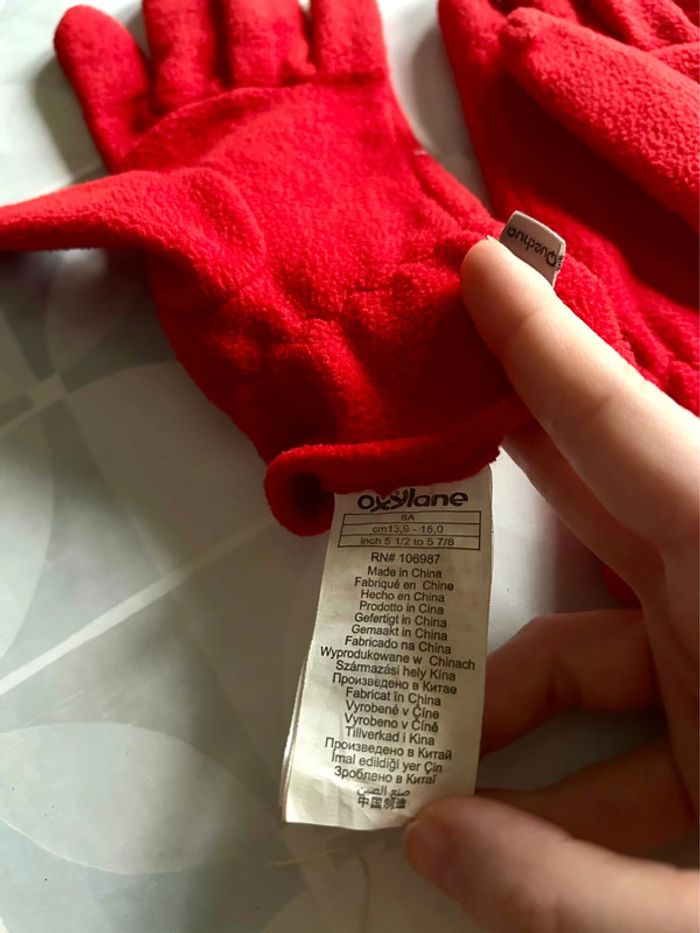 Quechua
oxylane
8A
cm13,9 - 15,0
inch 5 1/2 to 5 7/8
RN# 106987
Made in China
Fabriqué en Chine
Hecho en China
Prodotto in Cina
Gefertigt in China
Gemaakt in China
Fabricado na China
Wyprodukowane w Chinach
Származási hely Kína
Произведено в Китае
Fabricat în China
Vyrobené v Číne
Vyrobeno v Číně
Tillverkad i Kina
Произведено в Китай
İmal edildiği yer Çin
Зроблено в Китаї
صنع الصين
中国制造